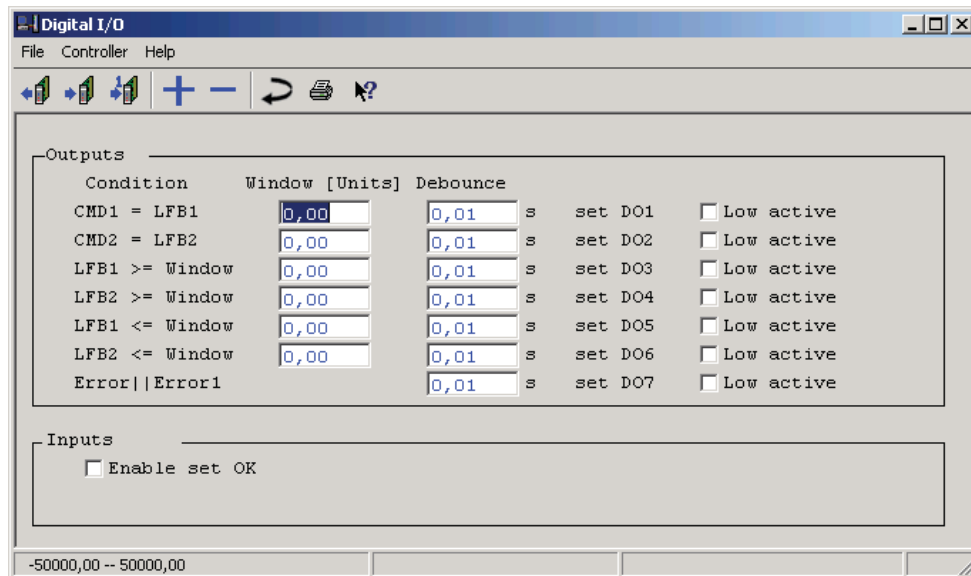 Digital I/O
File Controller Help
Outputs
Condition Window [Units] Debounce
CMD1 = LFB1 0,00 0,01 s set DO1 Low active
CMD2 = LFB2 0,00 0,01 s set DO2 Low active
LFB1 >= Window 0,00 0,01 s set DO3 Low active
LFB2 >= Window 0,00 0,01 s set DO4 Low active
LFB1 <= Window 0,00 0,01 s set DO5 Low active
LFB2 <= Window 0,00 0,01 s set DO6 Low active
Error||Error1 0,01 s set DO7 Low active
Inputs
Enable set OK
-50000,00 -- 50000,00